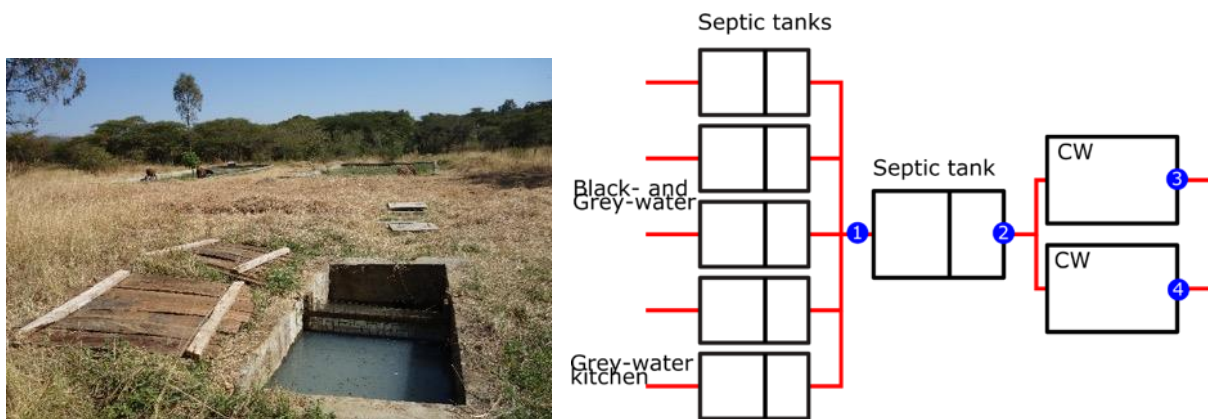 Septic tanks
Black- and
Grey-water
Grey-water
kitchen
1
Septic tank
2
CW
3
CW
4